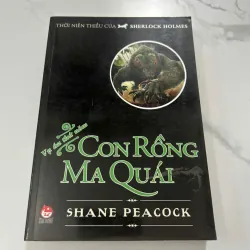 THỜI NIÊN THIẾU CỦA SHERLOCK HOLMES
Vụ án thứ năm
CON RỒNG
MA QUÁI
SHANE PEACOCK